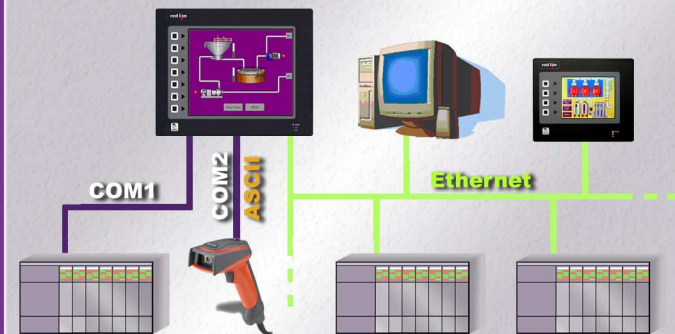 red lion
red lion
COM1
COM2
ASCII
Ethernet